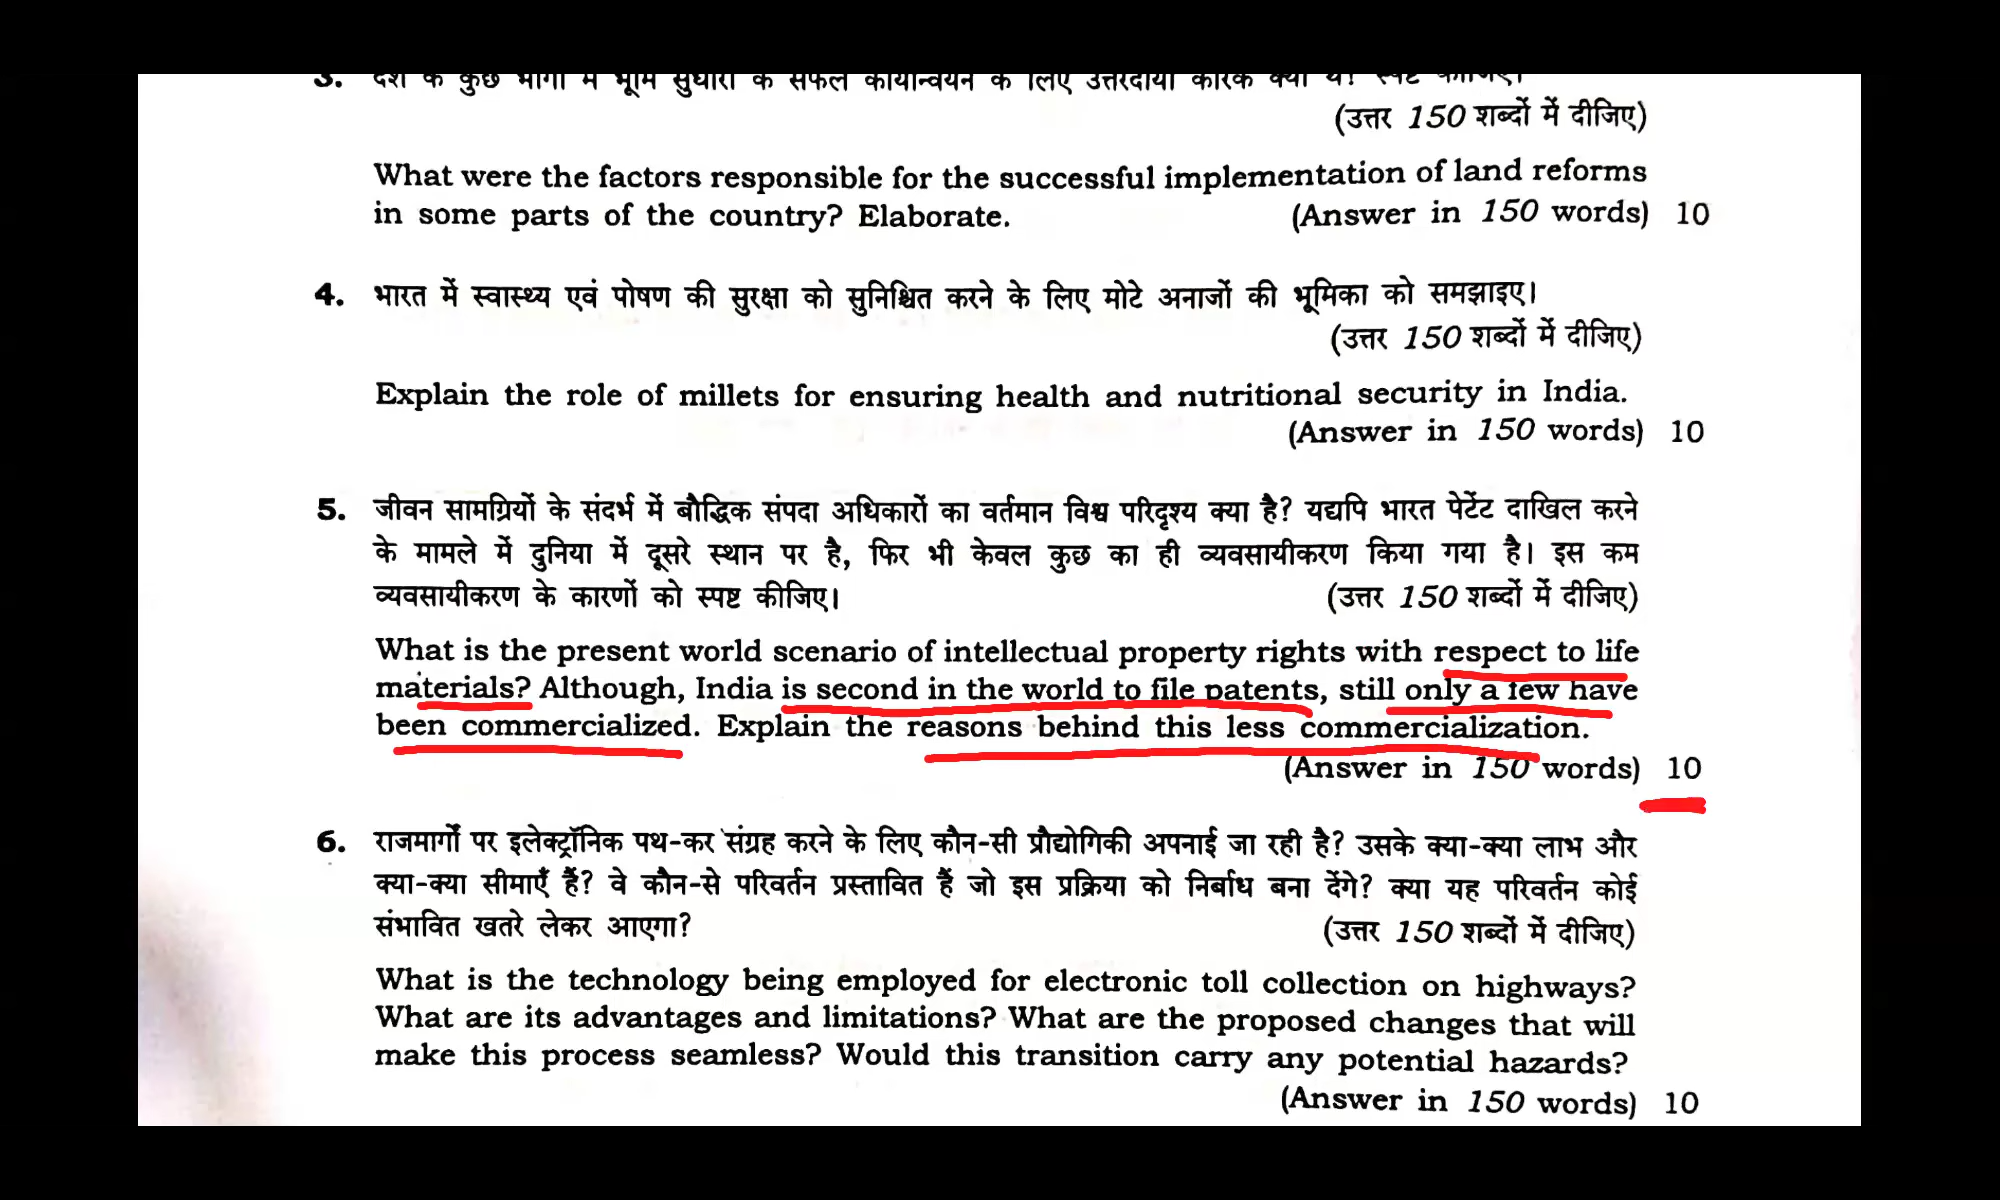 3. देश के कुछ भागों में भूमि सुधारों के सफल कार्यान्वयन के लिए उत्तरदायी कारक क्या थे? स्पष्ट कीजिए।
(उत्तर 150 शब्दों में दीजिए)
What were the factors responsible for the successful implementation of land reforms
in some parts of the country? Elaborate. (Answer in 150 words) 10
4. भारत में स्वास्थ्य एवं पोषण की सुरक्षा को सुनिश्चित करने के लिए मोटे अनाजों की भूमिका को समझाइए।
(उत्तर 150 शब्दों में दीजिए)
Explain the role of millets for ensuring health and nutritional security in India.
(Answer in 150 words) 10
5. जीवन सामग्रियों के संदर्भ में बौद्धिक संपदा अधिकारों का वर्तमान विश्व परिदृश्य क्या है? यद्यपि भारत पेटेंट दाखिल करने
के मामले में दुनिया में दूसरे स्थान पर है, फिर भी केवल कुछ का ही व्यवसायीकरण किया गया है। इस कम
व्यवसायीकरण के कारणों को स्पष्ट कीजिए। (उत्तर 150 शब्दों में दीजिए)
What is the present world scenario of intellectual property rights with respect to life
materials? Although, India is second in the world to file patents, still only a few have
been commercialized. Explain the reasons behind this less commercialization.
(Answer in 150 words) 10
6. राजमार्गों पर इलेक्ट्रॉनिक पथ-कर संग्रह करने के लिए कौन-सी प्रौद्योगिकी अपनाई जा रही है? उसके क्या-क्या लाभ और
क्या-क्या सीमाएँ हैं? वे कौन-से परिवर्तन प्रस्तावित हैं जो इस प्रक्रिया को निर्बाध बना देंगे? क्या यह परिवर्तन कोई
संभावित खतरे लेकर आएगा? (उत्तर 150 शब्दों में दीजिए)
What is the technology being employed for electronic toll collection on highways?
What are its advantages and limitations? What are the proposed changes that will
make this process seamless? Would this transition carry any potential hazards?
(Answer in 150 words) 10